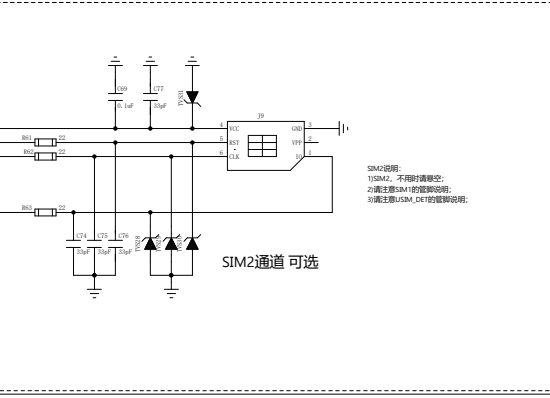 C69
C77
0.1uF
33pF
TVS31
J9
4 VCC
GND 3
R61 22
5 RST
VPP 2
R62 22
6 CLK
IO 1
SIM2说明:
1)SIM2, 不用时请悬空;
2)请注意SIM1的管脚说明;
3)请注意USIM_DET的管脚说明;
R63 22
C74 C75 C76
33pF 33pF 33pF
TVS28
SIM2通道 可选